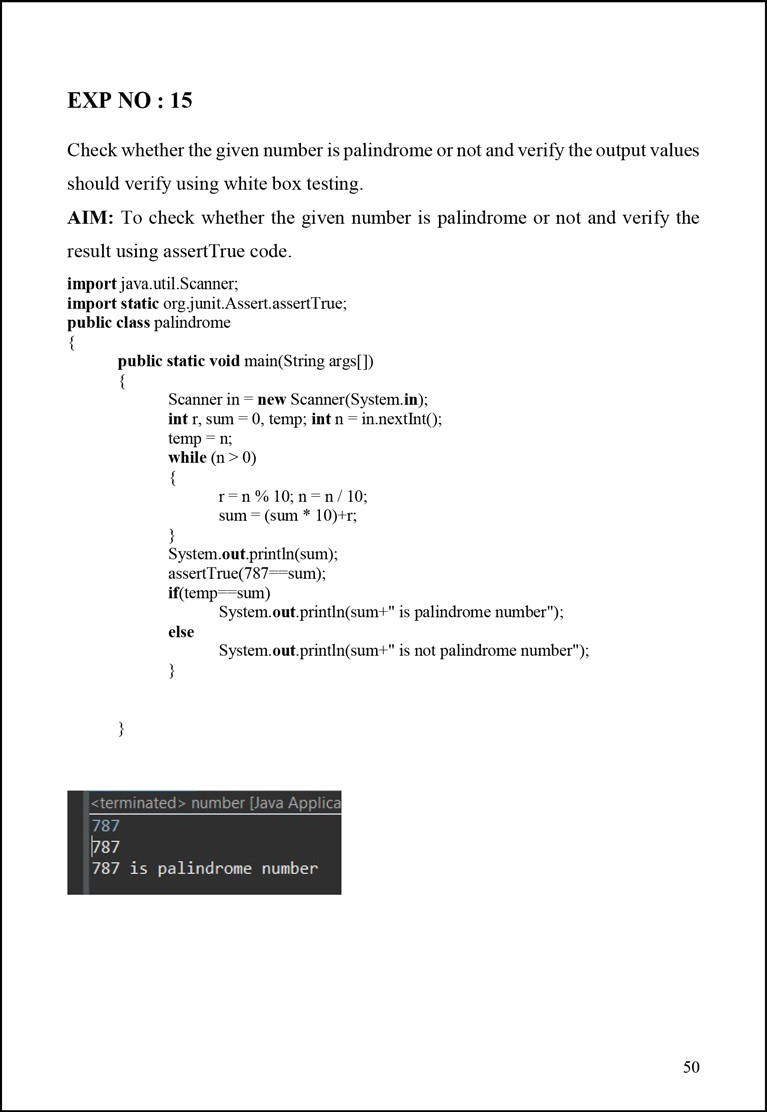 EXP NO : 15
Check whether the given number is palindrome or not and verify the output values
should verify using white box testing.
AIM: To check whether the given number is palindrome or not and verify the
result using assertTrue code.
import java.util.Scanner;
import static org.junit.Assert.assertTrue;
public class palindrome
{
public static void main(String args[])
{
Scanner in = new Scanner(System.in);
int r, sum = 0, temp; int n = in.nextInt();
temp = n;
while (n > 0)
{
r = n % 10; n = n / 10;
sum = (sum * 10)+r;
}
System.out.println(sum);
assertTrue(787==sum);
if(temp==sum)
System.out.println(sum+" is palindrome number");
else
System.out.println(sum+" is not palindrome number");
}
}
<terminated> number [Java Applica
787
787
787 is palindrome number
50